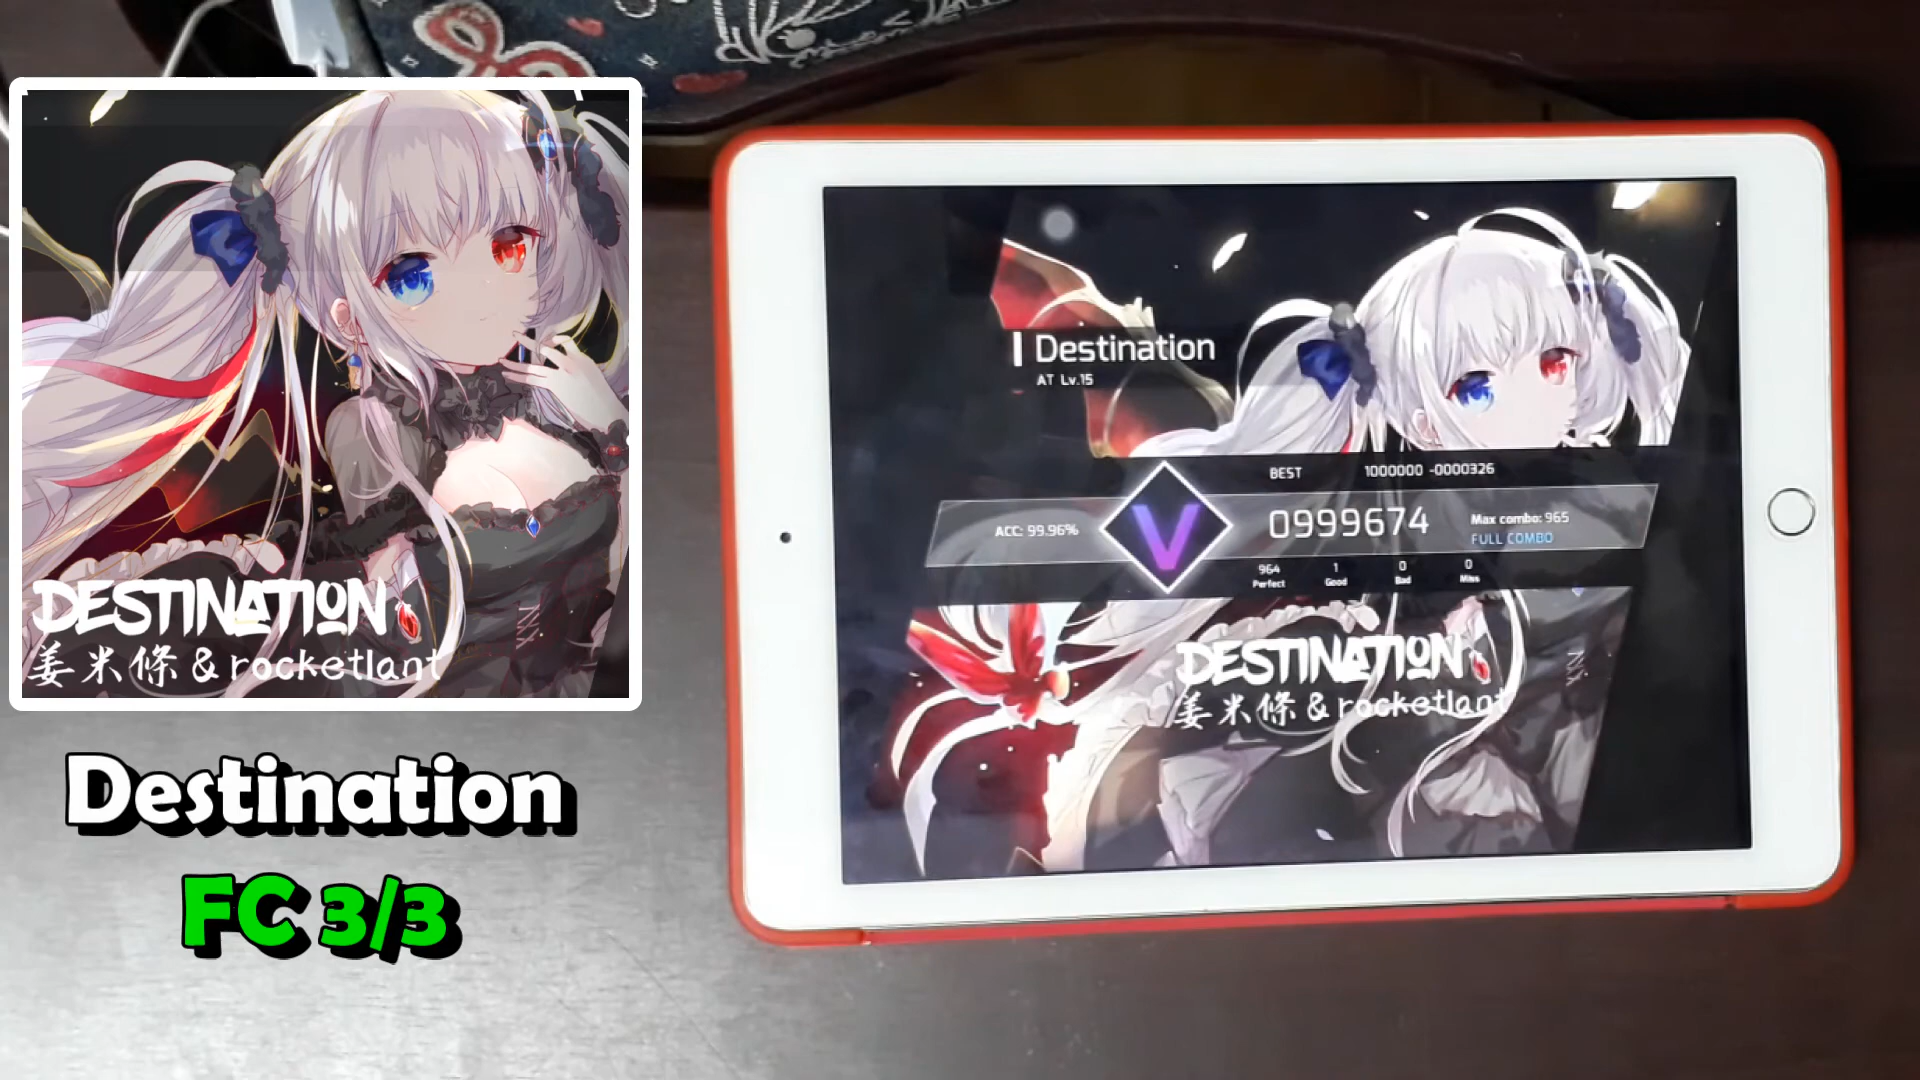 DESTINATION
姜米條 & rocketlant
Destination
FC 3/3
Destination
AT Lv.15
BEST 1000000 -0000326
ACC: 99.96%
V
0999674
Max combo: 965
FULL COMBO
964 1 0 0
Perfect Good Bad Miss
DESTINATION
姜米條 & rocketlant